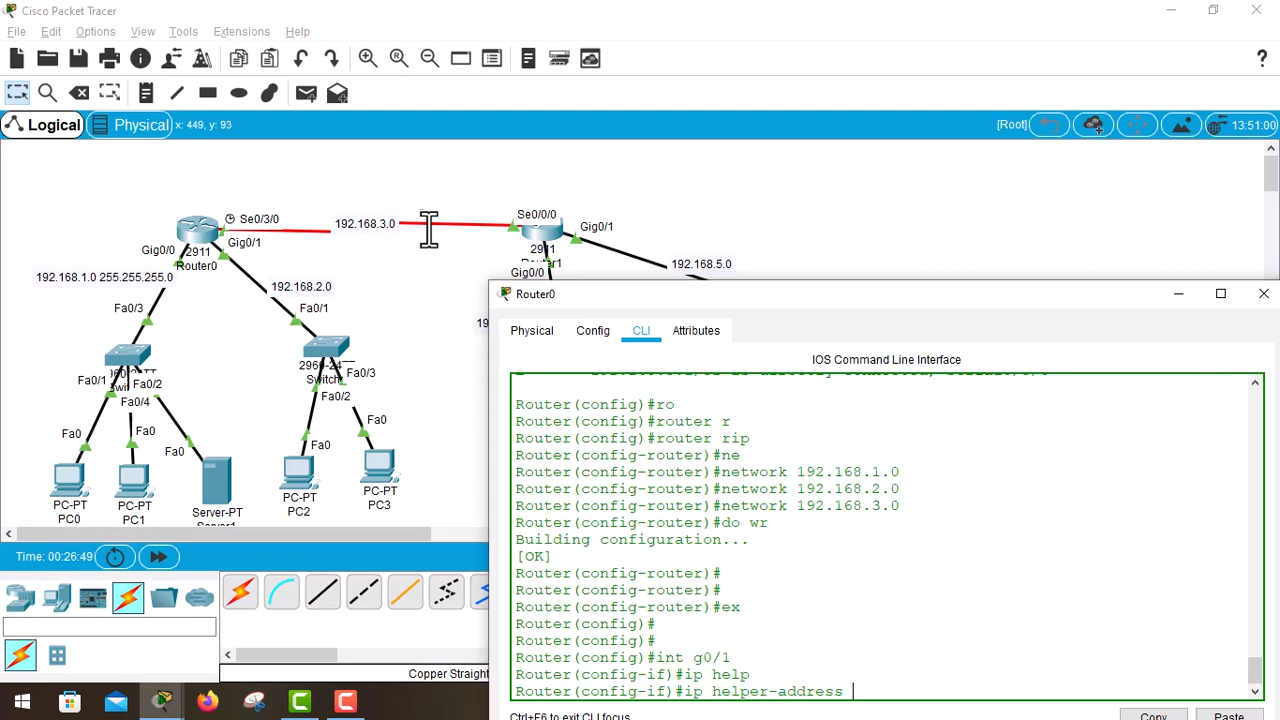 Cisco Packet Tracer
File Edit Options View Tools Extensions Help
Logical Physical x: 449, y: 93 [Root] 13:51:00
Se0/3/0 192.168.3.0 Se0/0/0 Gig0/1
Gig0/0 2911 Gig0/1 2911
Router0 Gig0/0 192.168.5.0
192.168.1.0 255.255.255.0 192.168.2.0
Fa0/3 Fa0/1
Fa0/1 Fa0/2 Fa0/3
Fa0/4 Fa0/2
Fa0 Fa0 Fa0 Fa0 Fa0
PC-PT PC-PT Server-PT PC-PT PC-PT
PC0 PC1 PC2 PC3
Time: 00:26:49
Copper Straight
Router0
Physical Config CLI Attributes
IOS Command Line Interface
Router(config)#ro
Router(config)#router r
Router(config)#router rip
Router(config-router)#ne
Router(config-router)#network 192.168.1.0
Router(config-router)#network 192.168.2.0
Router(config-router)#network 192.168.3.0
Router(config-router)#do wr
Building configuration...
[OK]
Router(config-router)#
Router(config-router)#
Router(config-router)#ex
Router(config)#
Router(config)#
Router(config)#int g0/1
Router(config-if)#ip help
Router(config-if)#ip helper-address
Ctrl+F6 to exit CLI focus
Copy Paste